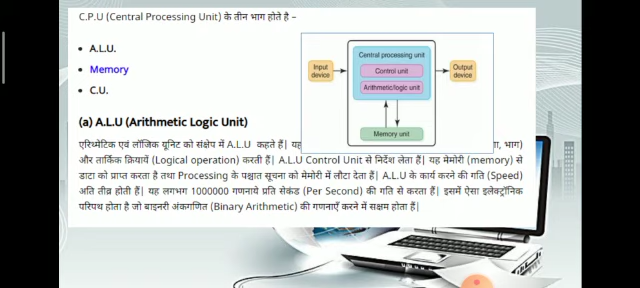 C.P.U (Central Processing Unit) के तीन भाग होते है –
• A.L.U.
• Memory
• C.U.
Central processing unit
Control unit
Arithmetic/logic unit
Input
device
Output
device
Memory unit
(a) A.L.U (Arithmetic Logic Unit)
एरिथ्मेटिक एवं लॉजिक यूनिट को संक्षेप में A.L.U कहते हैं| यह भाग)
और तार्किक क्रियायें (Logical operation) करती हैं| A.L.U Control Unit से निर्देश लेता हैं| यह मेमोरी (memory) से
डाटा को प्राप्त करता है तथा Processing के पश्चात सूचना को मेमोरी में लौटा देता हैं| A.L.U के कार्य करने की गति (Speed)
अति तीव्र होती हैं| यह लगभग 1000000 गणनाये प्रति सेकंड (Per Second) की गति से करता हैं| इसमें ऐसा इलेक्ट्रॉनिक
परिपथ होता है जो बाइनरी अंकगणित (Binary Arithmetic) की गणनाएँ करने में सक्षम होता हैं|